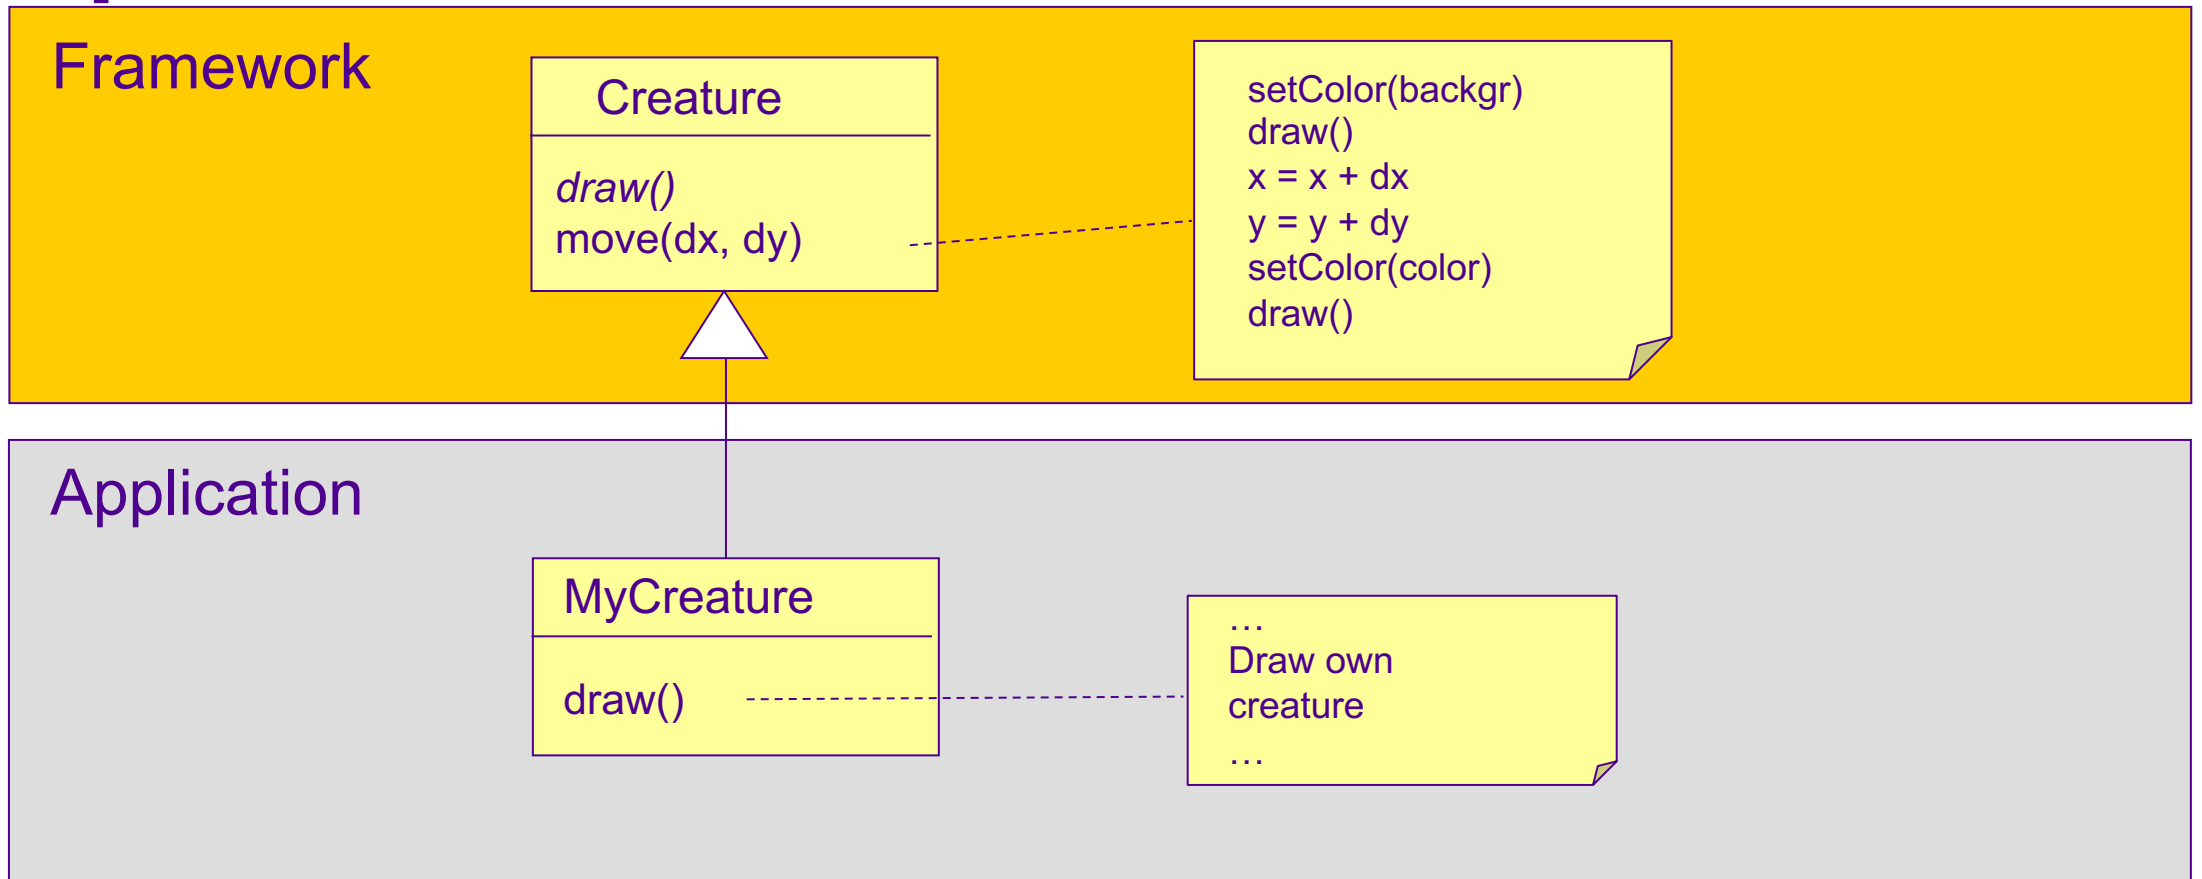 Framework
Creature
draw()
move(dx, dy)
setColor(backgr)
draw()
x = x + dx
y = y + dy
setColor(color)
draw()
Application
MyCreature
draw()
…
Draw own
creature
…